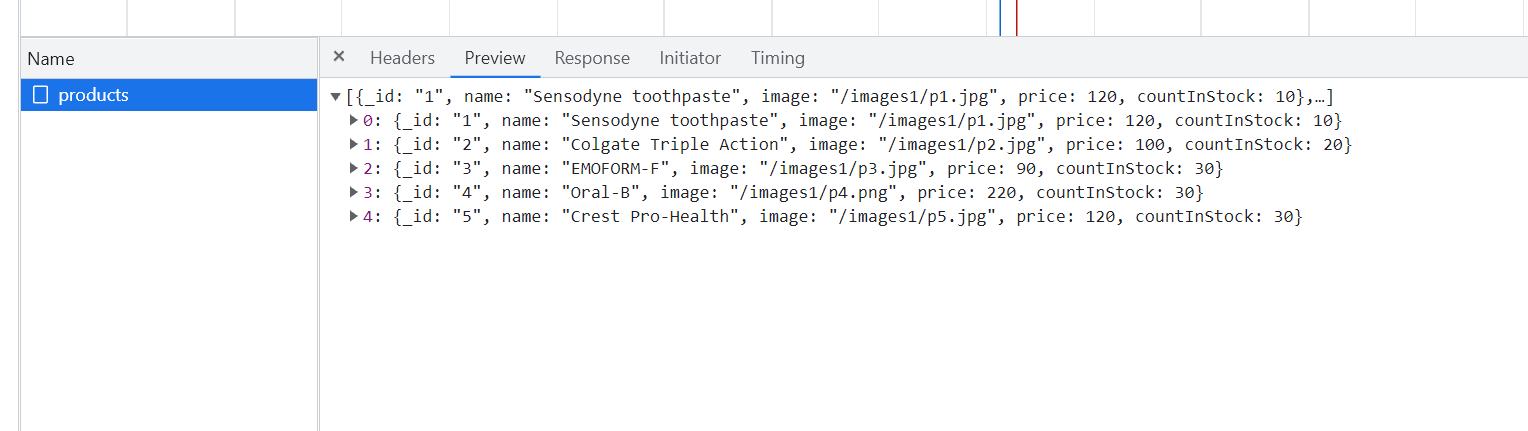 Name
× Headers Preview Response Initiator Timing
products
▼[{_id: "1", name: "Sensodyne toothpaste", image: "/images1/p1.jpg", price: 120, countInStock: 10},…]
▶0: {_id: "1", name: "Sensodyne toothpaste", image: "/images1/p1.jpg", price: 120, countInStock: 10}
▶1: {_id: "2", name: "Colgate Triple Action", image: "/images1/p2.jpg", price: 100, countInStock: 20}
▶2: {_id: "3", name: "EMOFORM-F", image: "/images1/p3.jpg", price: 90, countInStock: 30}
▶3: {_id: "4", name: "Oral-B", image: "/images1/p4.png", price: 220, countInStock: 30}
▶4: {_id: "5", name: "Crest Pro-Health", image: "/images1/p5.jpg", price: 120, countInStock: 30}